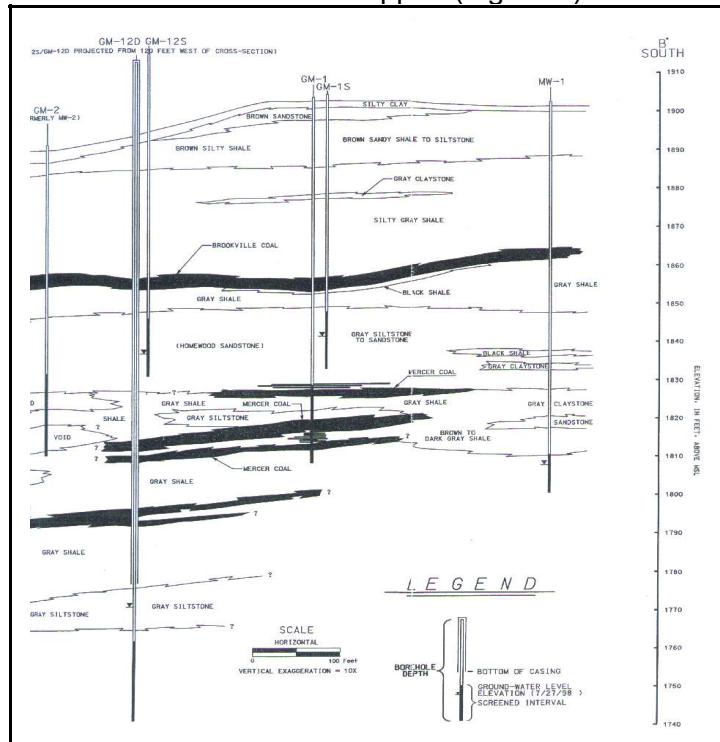 GM-12D GM-12S
2S/GM-12D PROJECTED FROM 120 FEET WEST OF CROSS-SECTION)
B"
SOUTH
GM-2
RMERLY MW-2)
GM-1
GM-1S
MW-1
1910
1900
1890
1880
1870
1860
1850
1840
1830
1820
1810
1800
1790
1780
1770
1760
1750
1740
ELEVATION, IN FEET, ABOVE MSL
SILTY CLAY
BROWN SANDSTONE
BROWN SILTY SHALE
BROWN SANDY SHALE TO SILTSTONE
GRAY CLAYSTONE
SILTY GRAY SHALE
BROOKVILLE COAL
BLACK SHALE
GRAY SHALE
GRAY SHALE
(HOMEWOOD SANDSTONE)
GRAY SILTSTONE
TO SANDSTONE
BLACK SHALE
GRAY CLAYSTONE
MERCER COAL
?
D
GRAY SHALE
MERCER COAL
GRAY SHALE
GRAY CLAYSTONE
SHALE
GRAY SILTSTONE
SANDSTONE
?
VOID
BROWN TO
DARK GRAY SHALE
?
?
?
MERCER COAL
GRAY SHALE
?
?
GRAY SHALE
?
GRAY SILTSTONE
GRAY SILTSTONE
?
LEGEND
SCALE
HORIZONTAL
0 100 Feet
VERTICAL EXAGGERATION = 10X
BOREHOLE
DEPTH
BOTTOM OF CASING
GROUND-WATER LEVEL
ELEVATION (7/27/98 )
SCREENED INTERVAL